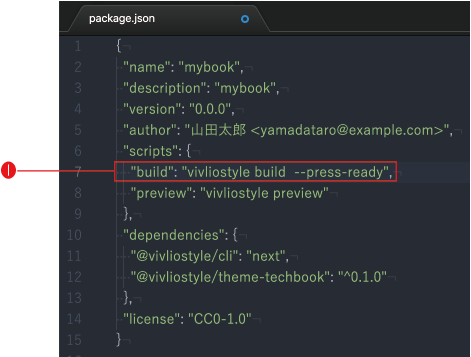 package.json
1 {
2 "name": "mybook",
3 "description": "mybook",
4 "version": "0.0.0",
5 "author": "山田太郎 <yamadataro@example.com>",
6 "scripts": {
❶ 7 "build": "vivliostyle build  --press-ready",
8 "preview": "vivliostyle preview"
9 },
10 "dependencies": {
11 "@vivliostyle/cli": "next",
12 "@vivliostyle/theme-techbook": "^0.1.0"
13 },
14 "license": "CC0-1.0"
15 }